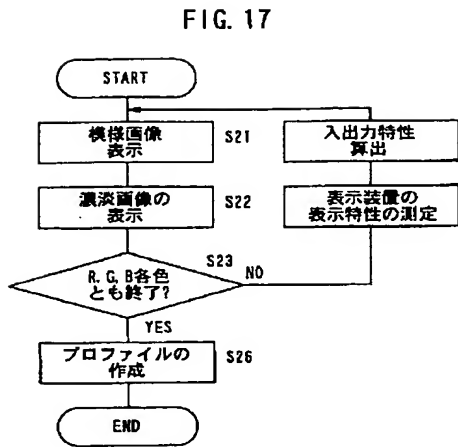 FIG. 17
START
模様画像
表示
S21
濃淡画像の
表示
S22
R, G, B各色
とも終了?
S23
NO
YES
プロファイルの
作成
S26
END
入出力特性
算出
表示装置の
表示特性の測定